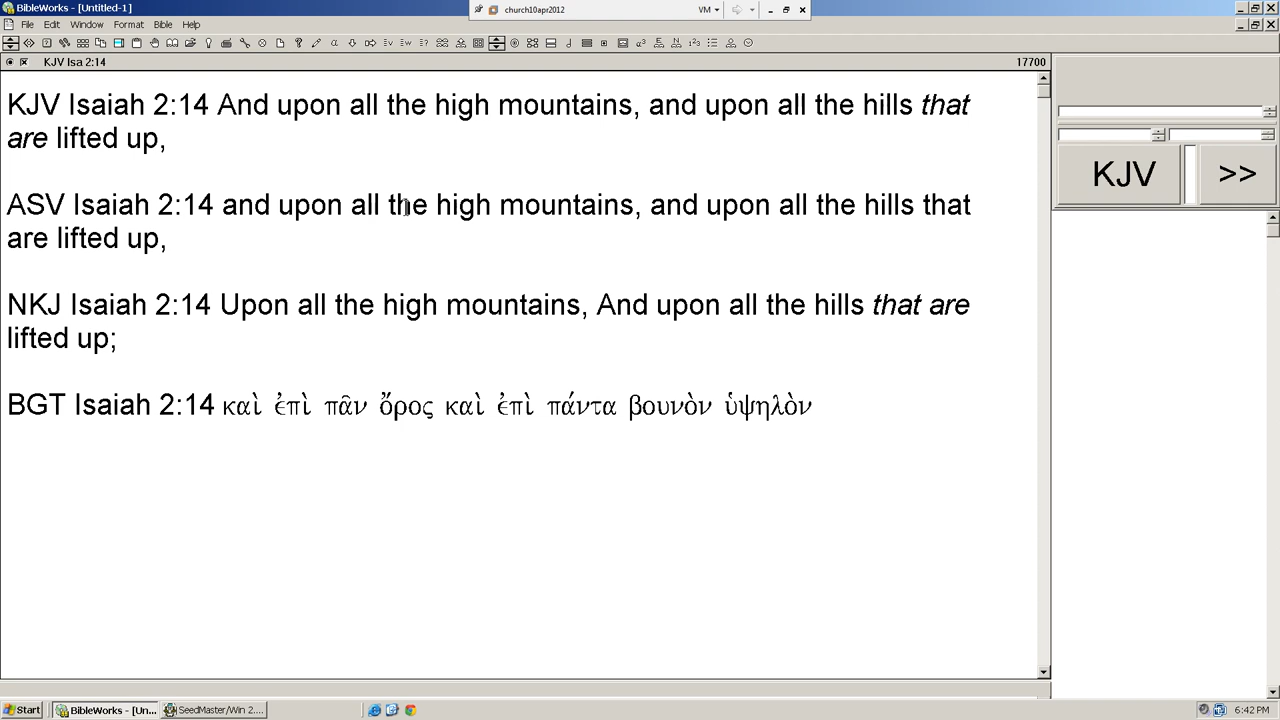 BibleWorks - [Untitled-1]
church10apr2012
VM
File Edit Window Format Bible Help
KJV Isa 2:14
17700
KJV Isaiah 2:14 And upon all the high mountains, and upon all the hills that
are lifted up,
ASV Isaiah 2:14 and upon all the high mountains, and upon all the hills that
are lifted up,
NKJ Isaiah 2:14 Upon all the high mountains, And upon all the hills that are
lifted up;
BGT Isaiah 2:14 καὶ ἐπὶ πᾶν ὄρος καὶ ἐπὶ πάντα βουνὸν ὑψηλὸν
KJV
>>
Start
BibleWorks - [Un...
SeedMaster/Win 2....
6:42 PM